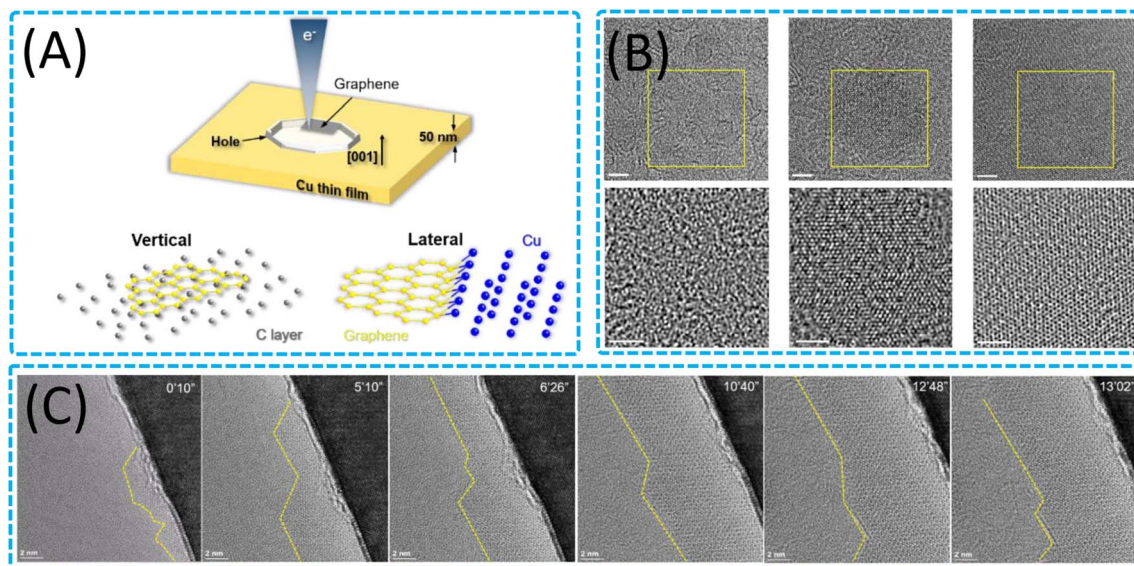 (A)
e-
Graphene
Hole
[001]
50 nm
Cu thin film
Vertical
Lateral
Cu
C layer
Graphene
(B)
(C)
0'10"
5'10"
6'26"
10'40"
12'48"
13'02"
2 nm
2 nm
2 nm
2 nm
2 nm
2 nm